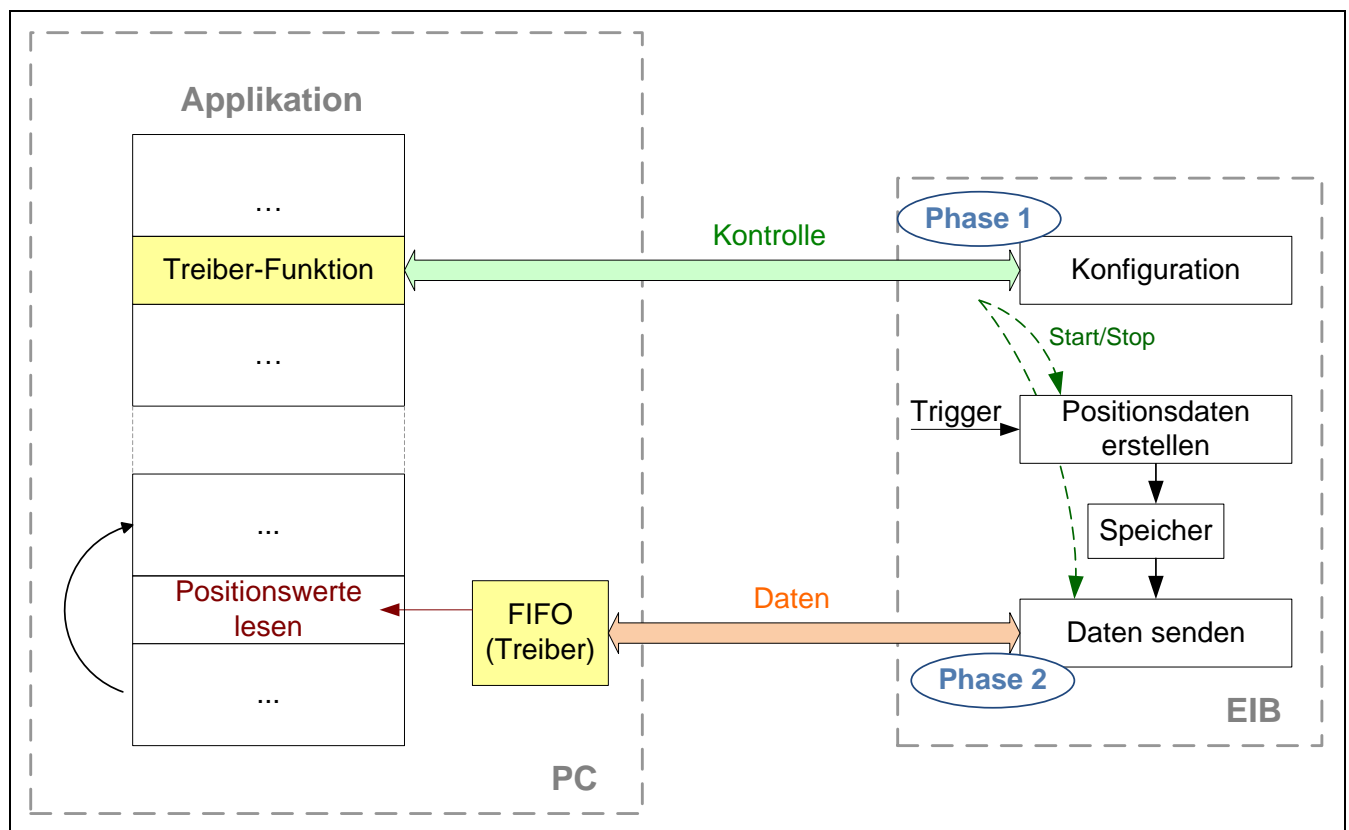 Applikation
...
Treiber-Funktion
...
...
Positionswerte
lesen
...
FIFO
(Treiber)
PC
Kontrolle
Daten
Phase 1
Konfiguration
Start/Stop
Trigger
Positionsdaten
erstellen
Speicher
Daten senden
Phase 2
EIB